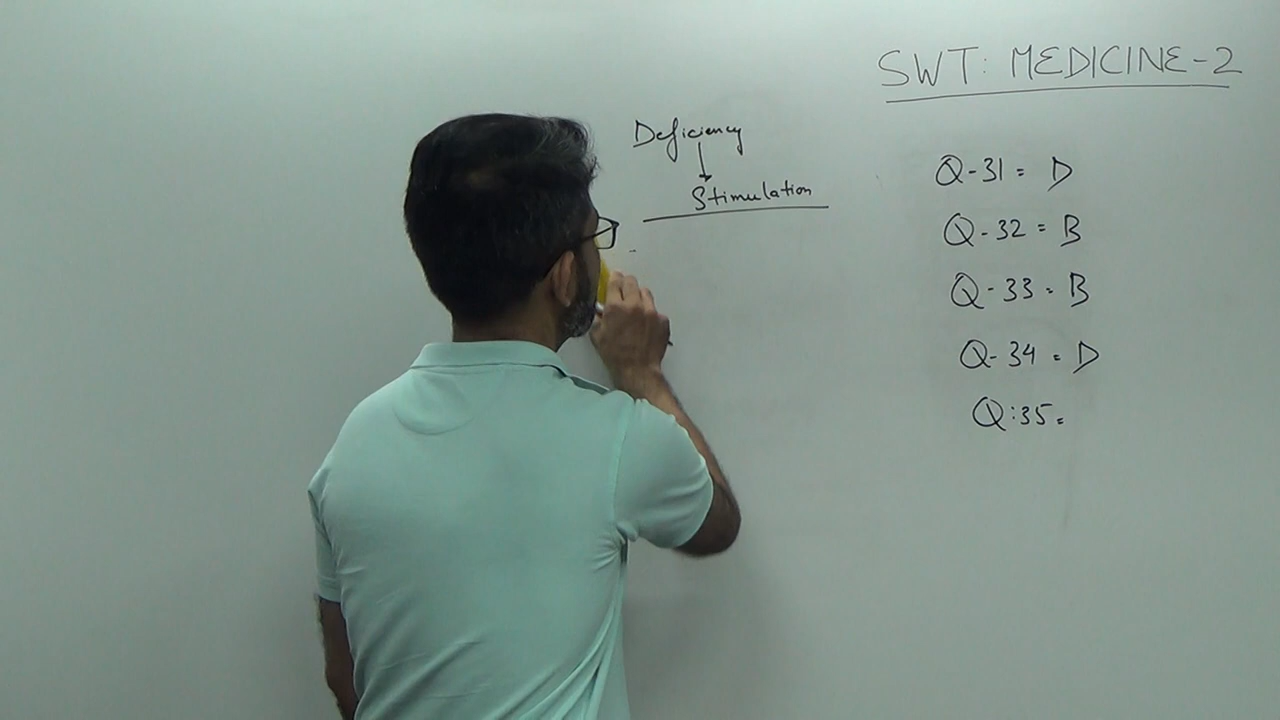 SWT: MEDICINE-2
Deficiency
↓
Stimulation
Q-31 = D
Q-32 = B
Q-33 = B
Q-34 = D
Q:35=